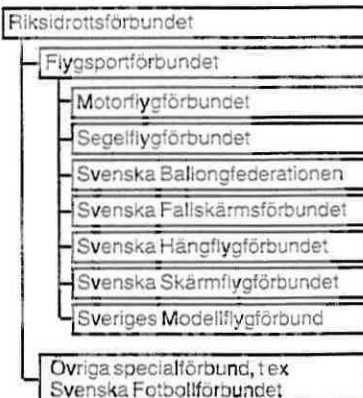 Riksidrottsförbundet
Flygsportförbundet
Motorflygförbundet
Segelflygförbundet
Svenska Ballongfederationen
Svenska Fallskärmsförbundet
Svenska Hängflygförbundet
Svenska Skärmflygförbundet
Sveriges Modellflygförbund
Övriga specialförbund, t ex
Svenska Fotbollförbundet